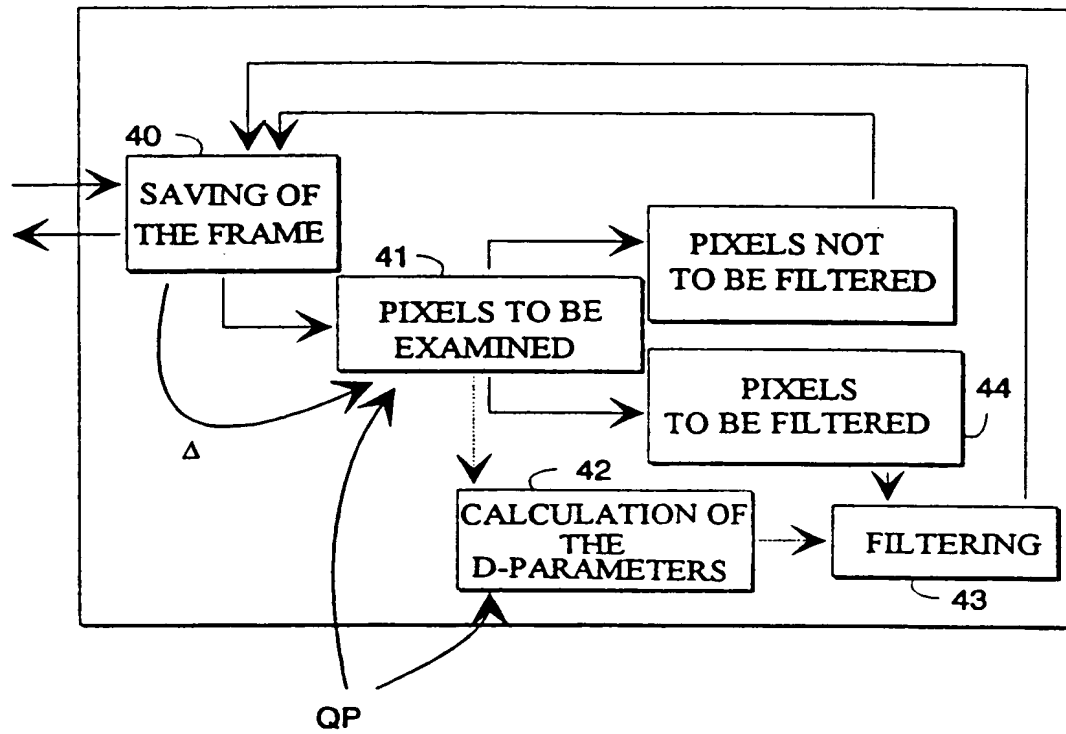 40
SAVING OF
THE FRAME
41
PIXELS TO BE
EXAMINED
PIXELS NOT
TO BE FILTERED
PIXELS
TO BE FILTERED
44
Δ
42
CALCULATION OF
THE
D-PARAMETERS
FILTERING
43
QP